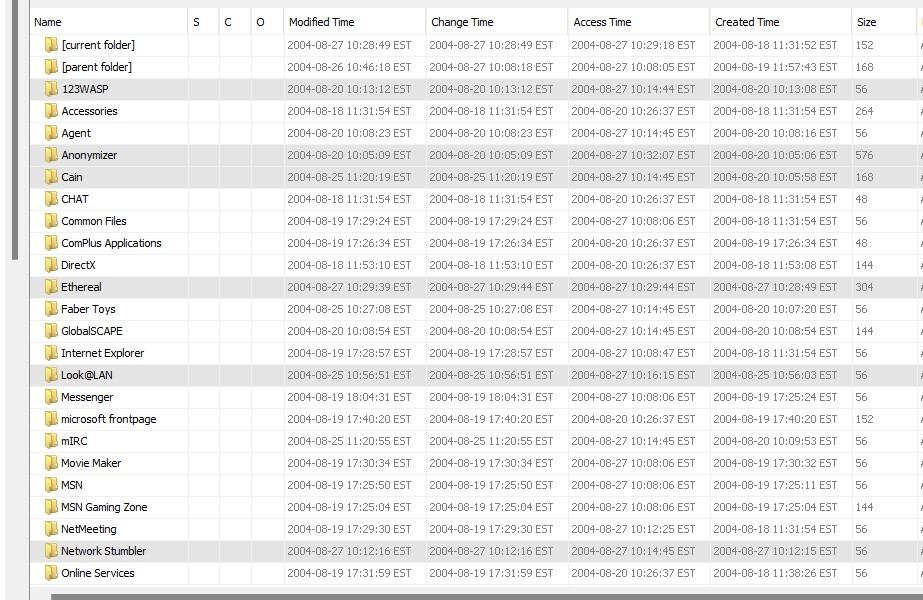 Name S C O Modified Time Change Time Access Time Created Time Size
[current folder] 2004-08-27 10:28:49 EST 2004-08-27 10:28:49 EST 2004-08-27 10:29:18 EST 2004-08-18 11:31:52 EST 152
[parent folder] 2004-08-26 10:46:18 EST 2004-08-27 10:08:18 EST 2004-08-27 10:08:05 EST 2004-08-19 11:57:43 EST 168
123WASP 2004-08-20 10:13:12 EST 2004-08-20 10:13:12 EST 2004-08-27 10:14:44 EST 2004-08-20 10:13:08 EST 56
Accessories 2004-08-18 11:31:54 EST 2004-08-18 11:31:54 EST 2004-08-20 10:26:37 EST 2004-08-18 11:31:54 EST 264
Agent 2004-08-20 10:08:23 EST 2004-08-20 10:08:23 EST 2004-08-27 10:14:45 EST 2004-08-20 10:08:16 EST 56
Anonymizer 2004-08-20 10:05:09 EST 2004-08-20 10:05:09 EST 2004-08-27 10:32:07 EST 2004-08-20 10:05:06 EST 576
Cain 2004-08-25 11:20:19 EST 2004-08-25 11:20:19 EST 2004-08-27 10:14:45 EST 2004-08-20 10:05:58 EST 168
CHAT 2004-08-18 11:31:54 EST 2004-08-18 11:31:54 EST 2004-08-20 10:26:37 EST 2004-08-18 11:31:54 EST 48
Common Files 2004-08-19 17:29:24 EST 2004-08-19 17:29:24 EST 2004-08-27 10:08:06 EST 2004-08-18 11:31:54 EST 56
ComPlus Applications 2004-08-19 17:26:34 EST 2004-08-19 17:26:34 EST 2004-08-20 10:26:37 EST 2004-08-19 17:26:34 EST 48
DirectX 2004-08-18 11:53:10 EST 2004-08-18 11:53:10 EST 2004-08-20 10:26:37 EST 2004-08-18 11:53:08 EST 144
Ethereal 2004-08-27 10:29:39 EST 2004-08-27 10:29:44 EST 2004-08-27 10:29:44 EST 2004-08-27 10:28:49 EST 304
Faber Toys 2004-08-25 10:27:08 EST 2004-08-25 10:27:08 EST 2004-08-27 10:14:45 EST 2004-08-20 10:07:20 EST 56
GlobalSCAPE 2004-08-20 10:08:54 EST 2004-08-20 10:08:54 EST 2004-08-27 10:14:45 EST 2004-08-20 10:08:54 EST 144
Internet Explorer 2004-08-19 17:28:57 EST 2004-08-19 17:28:57 EST 2004-08-27 10:08:47 EST 2004-08-18 11:31:54 EST 56
Look@LAN 2004-08-25 10:56:51 EST 2004-08-25 10:56:51 EST 2004-08-27 10:16:15 EST 2004-08-25 10:56:03 EST 56
Messenger 2004-08-19 18:04:31 EST 2004-08-19 18:04:31 EST 2004-08-27 10:08:06 EST 2004-08-19 17:25:24 EST 56
microsoft frontpage 2004-08-19 17:40:20 EST 2004-08-19 17:40:20 EST 2004-08-20 10:26:37 EST 2004-08-19 17:40:20 EST 152
mIRC 2004-08-25 11:20:55 EST 2004-08-25 11:20:55 EST 2004-08-27 10:14:45 EST 2004-08-20 10:09:53 EST 56
Movie Maker 2004-08-19 17:30:34 EST 2004-08-19 17:30:34 EST 2004-08-27 10:08:06 EST 2004-08-19 17:30:32 EST 56
MSN 2004-08-19 17:25:50 EST 2004-08-19 17:25:50 EST 2004-08-27 10:08:06 EST 2004-08-19 17:25:11 EST 56
MSN Gaming Zone 2004-08-19 17:25:04 EST 2004-08-19 17:25:04 EST 2004-08-27 10:08:06 EST 2004-08-19 17:25:04 EST 144
NetMeeting 2004-08-19 17:29:30 EST 2004-08-19 17:29:30 EST 2004-08-27 10:12:25 EST 2004-08-18 11:31:54 EST 56
Network Stumbler 2004-08-27 10:12:16 EST 2004-08-27 10:12:16 EST 2004-08-27 10:14:45 EST 2004-08-27 10:12:15 EST 56
Online Services 2004-08-19 17:31:59 EST 2004-08-19 17:31:59 EST 2004-08-20 10:26:37 EST 2004-08-18 11:38:26 EST 56